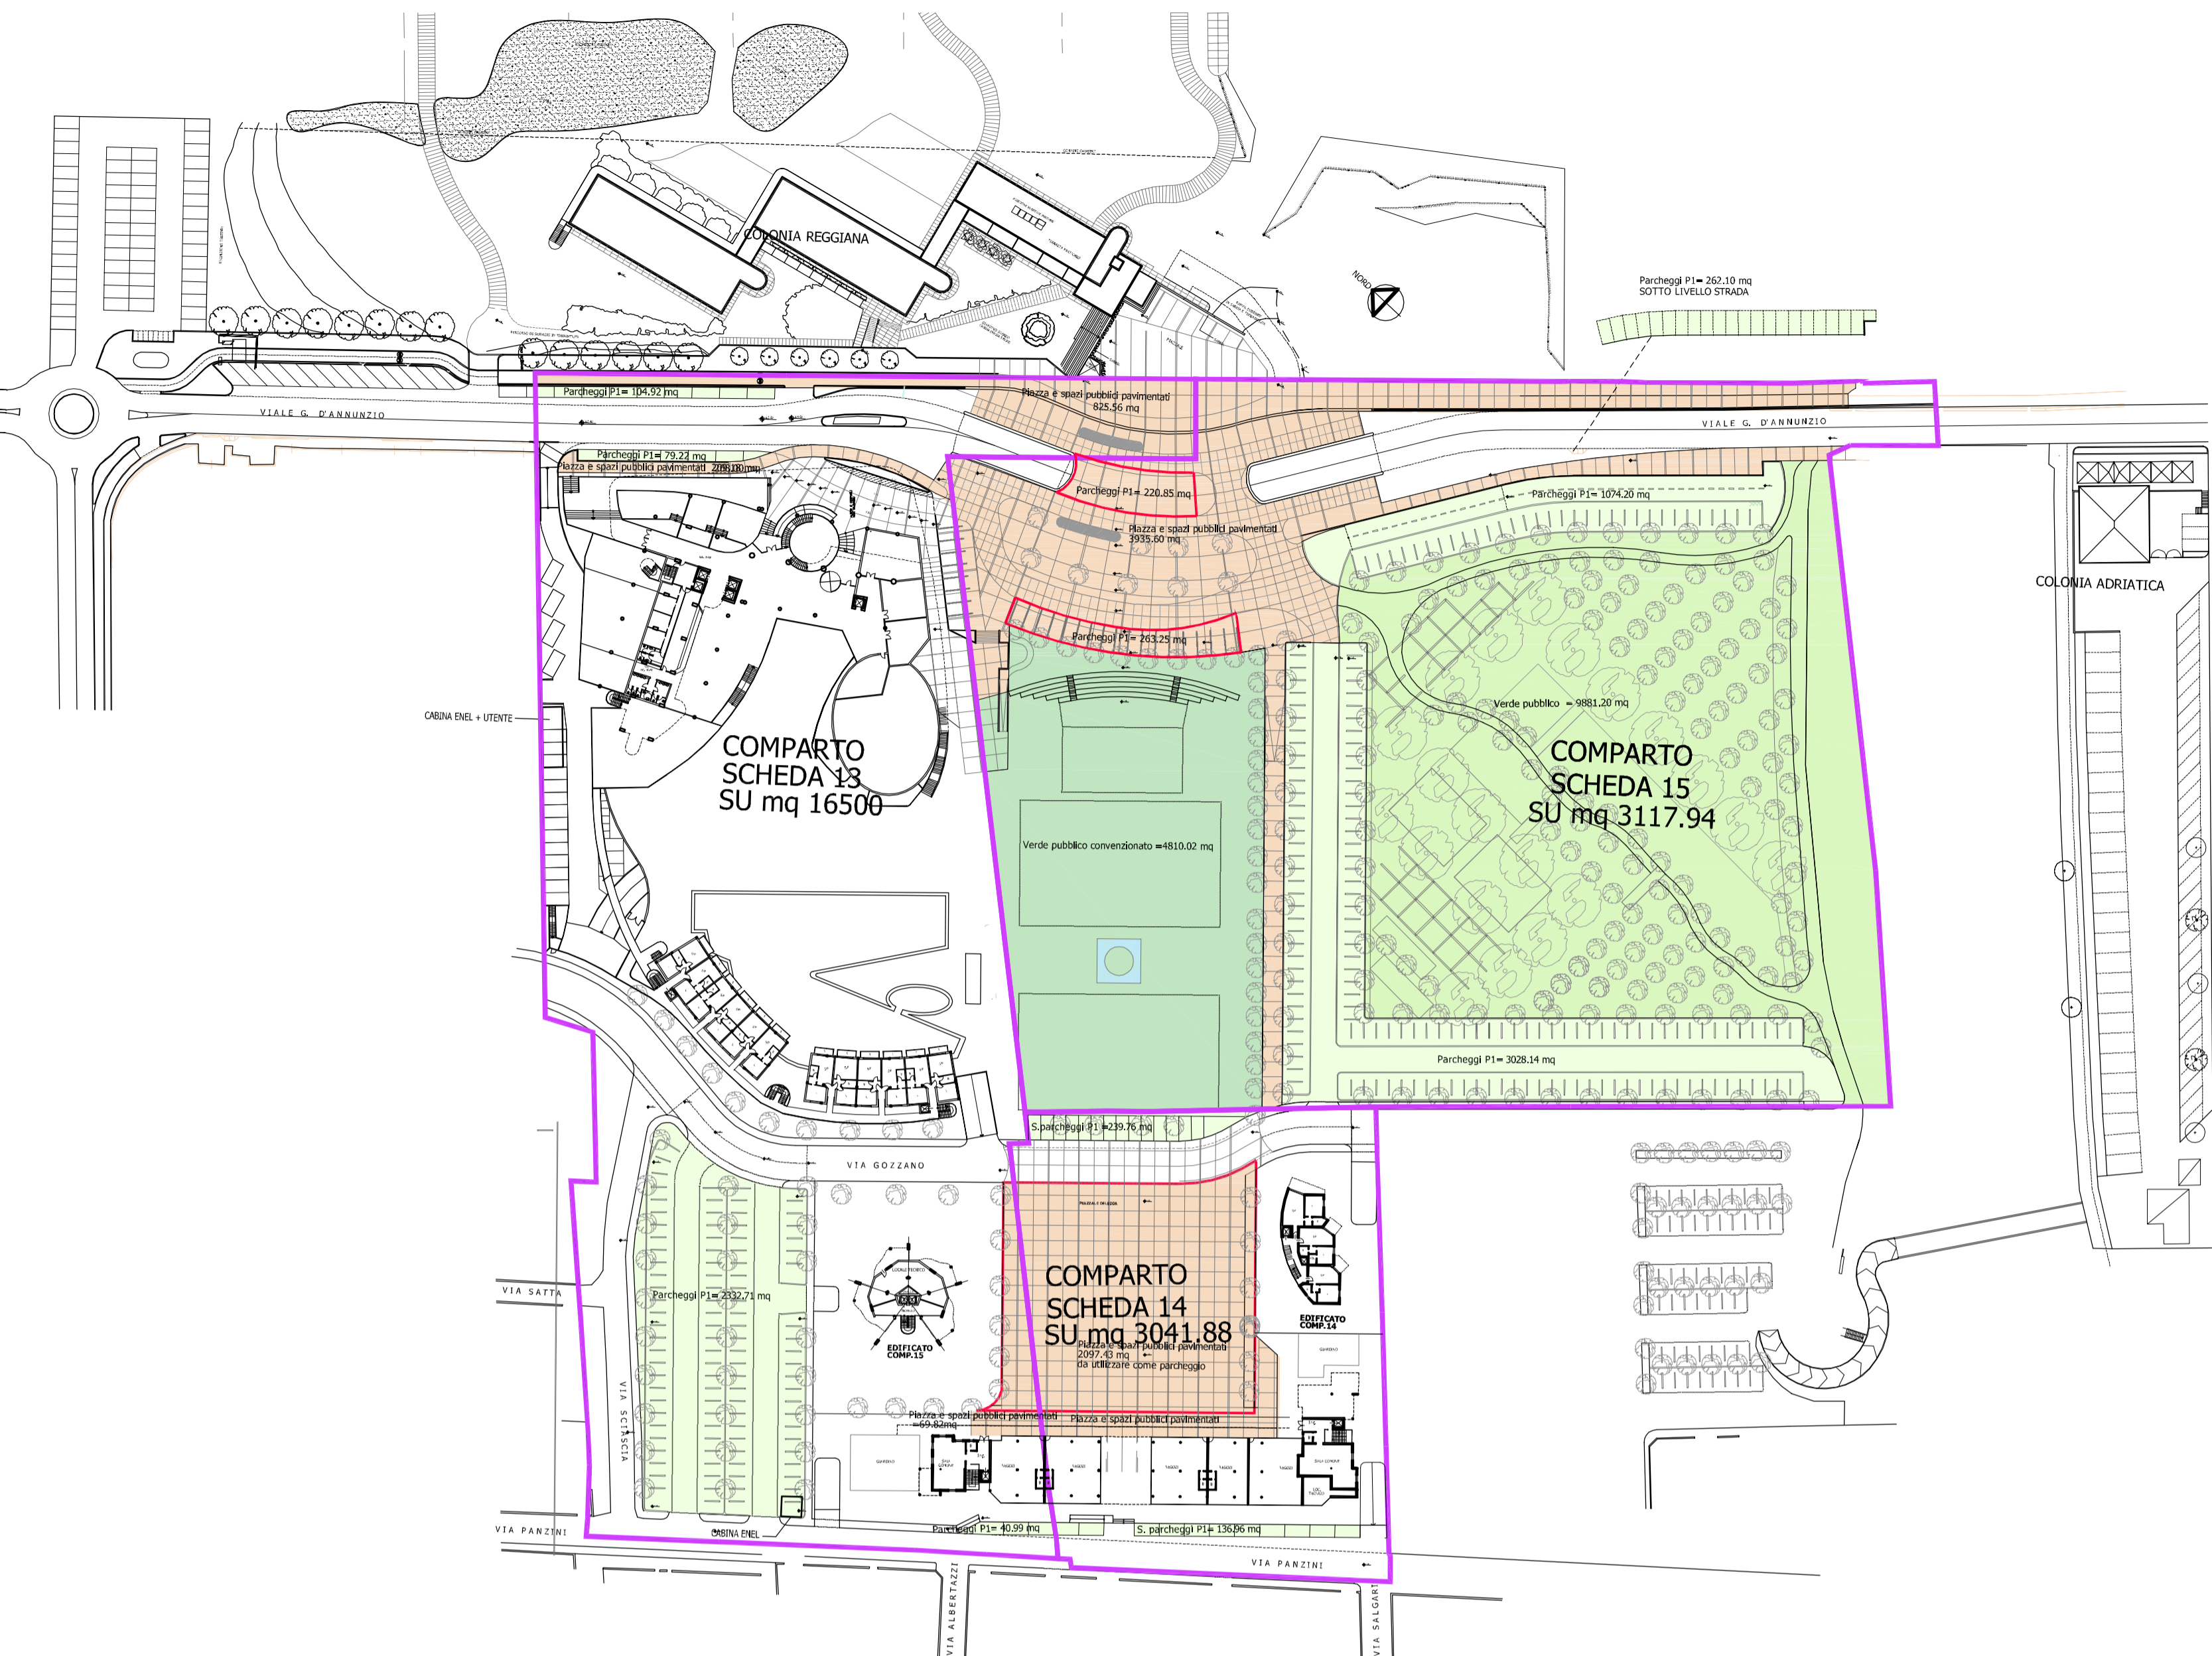 COLONIA REGGIANA
NORD
Parcheggi P1= 262.10 mq
SOTTO LIVELLO STRADA
Parcheggi P1= 104.92 mq
Piazza e spazi pubblici pavimentati
825.56 mq
VIALE G. D'ANNUNZIO
VIALE G. D'ANNUNZIO
Parcheggi P1= 79.22 mq
Piazza e spazi pubblici pavimentati
Parcheggi P1= 220.85 mq
Parcheggi P1= 1074.20 mq
Piazza e spazi pubblici pavimentati
3935.60 mq
COLONIA ADRIATICA
Parcheggi P1= 263.25 mq
Verde pubblico = 9881.20 mq
CABINA ENEL + UTENTE
COMPARTO
SCHEDA 13
SU mq 16500
COMPARTO
SCHEDA 15
SU mq 3117.94
Verde pubblico convenzionato =4810.02 mq
Parcheggi P1= 3028.14 mq
S.parcheggi P1 =239.76 mq
VIA GOZZANO
LOCALE TECNICO
COMPARTO
SCHEDA 14
SU mq 3041.88
Piazza e spazi pubblici pavimentati
2097.43 mq
da utilizzare come parcheggio
EDIFICATO
COMP.14
VIA SATTA
Parcheggi P1= 2332.71 mq
EDIFICATO
COMP.15
VIA SCIASCIA
Piazza e spazi pubblici pavimentati
=69.82mq
Piazza e spazi pubblici pavimentati
GIARDINO
GIARDINO
VIA PANZINI
CABINA ENEL
Parcheggi P1= 40.99 mq
S. parcheggi P1= 136.96 mq
VIA PANZINI
VIA ALBERTAZZI
VIA SALGARI